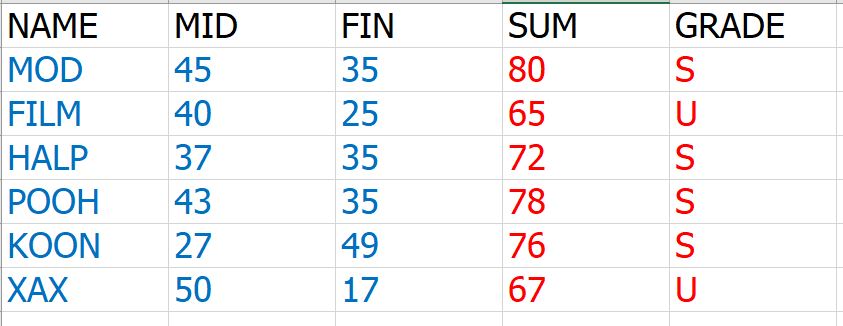 NAME MID FIN SUM GRADE
MOD 45 35 80 S
FILM 40 25 65 U
HALP 37 35 72 S
POOH 43 35 78 S
KOON 27 49 76 S
XAX 50 17 67 U